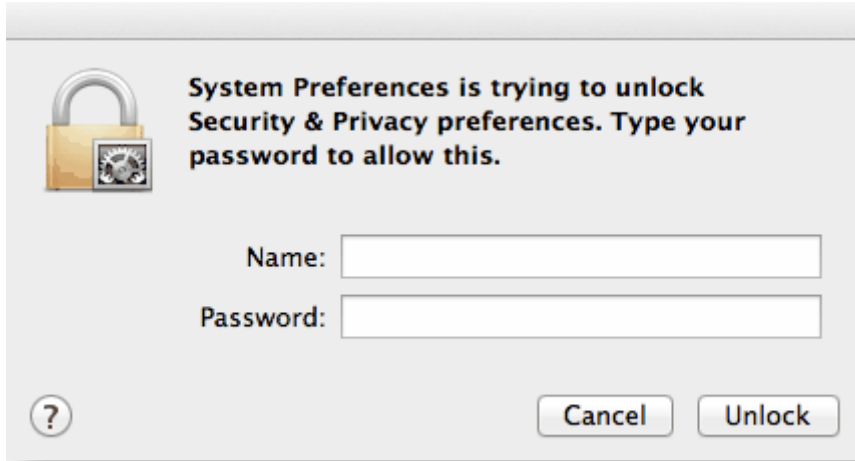 System Preferences is trying to unlock
Security & Privacy preferences. Type your
password to allow this.
Name:
Password:
?
Cancel
Unlock